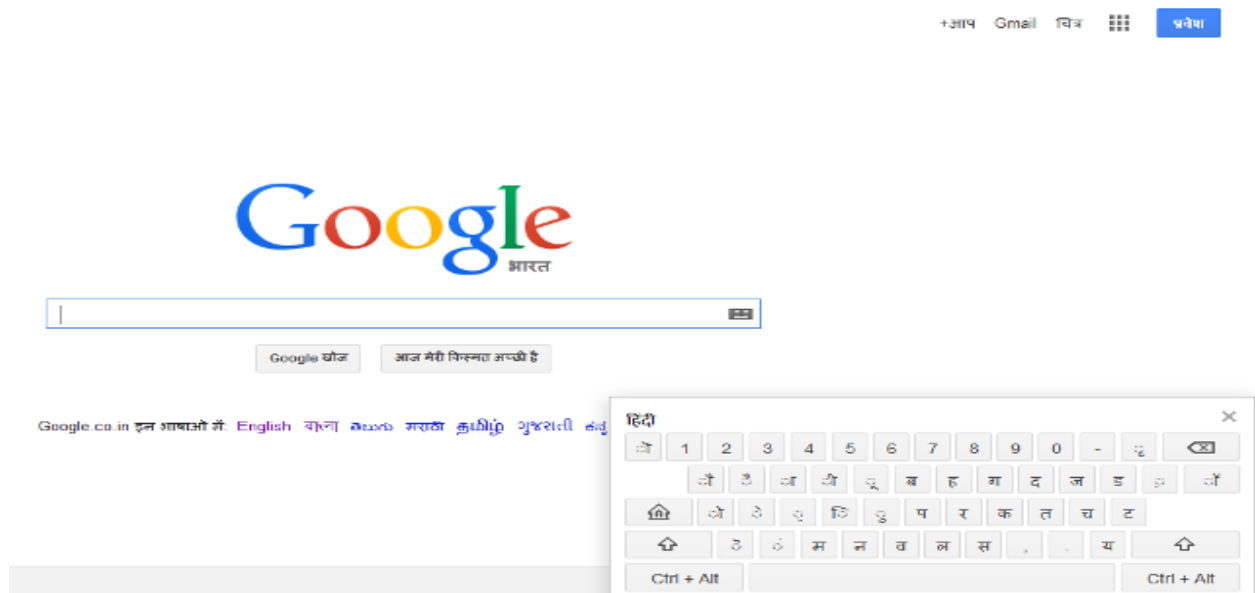 +आप Gmail चित्र प्रवेश
Google
भारत
Google खोज आज मेरी किस्मत अच्छी है
Google.co.in इन भाषाओं में: English বাংলা తెలుగు मराठी தமிழ் ગુજરાતી
हिंदी
ॊ 1 2 3 4 5 6 7 8 9 0 - ृ
ौ ै ा ी ू ब ह ग द ज ड ़ ॉ
ो े ् ि ु प र क त च ट
ॆ ं म न व ल स , . य
Ctrl + Alt Ctrl + Alt